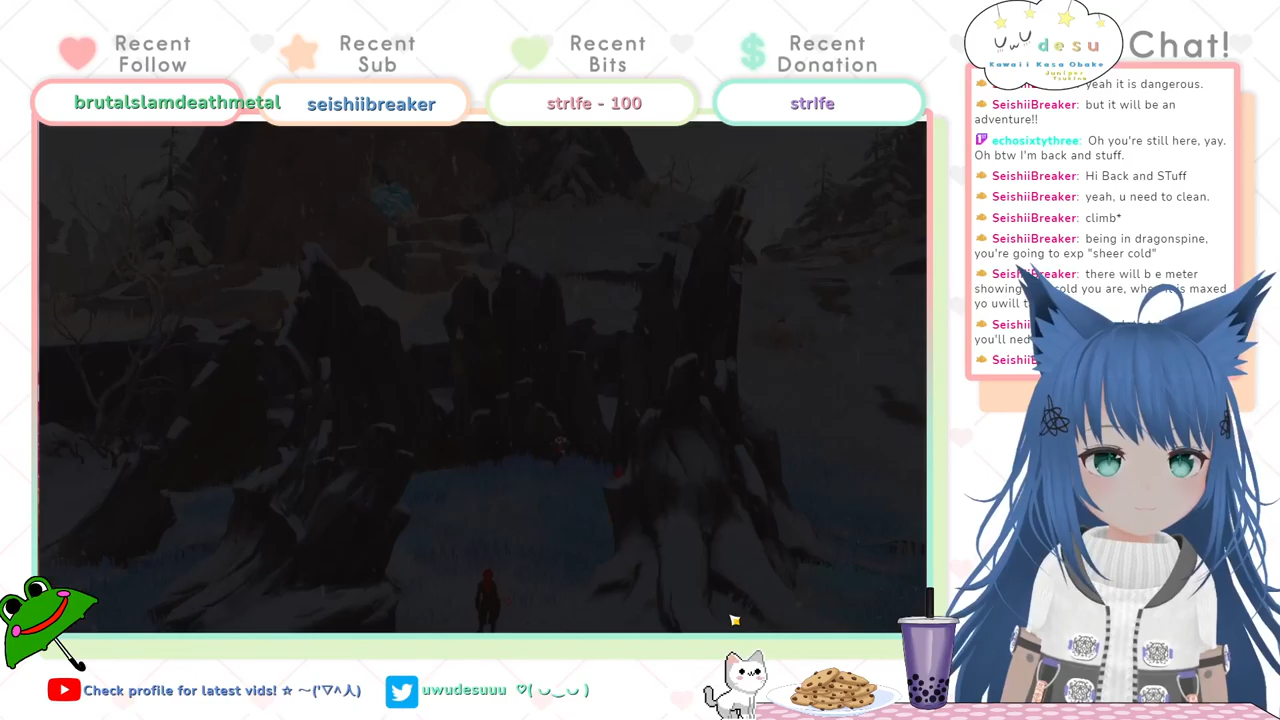 Recent Follow
Recent Sub
Recent Bits
Recent Donation
brutalslamdeathmetal
seishiibreaker
strlfe - 100
strlfe
UwU desu
Kawaii Kasa Obake
Juniper Tsukino
Chat!
yeah it is dangerous.
SeishiiBreaker: but it will be an
adventure!!
echosixtythree: Oh you're still here, yay.
Oh btw I'm back and stuff.
SeishiiBreaker: Hi Back and STuff
SeishiiBreaker: yeah, u need to clean.
SeishiiBreaker: climb*
SeishiiBreaker: being in dragonspine,
you're going to exp "sheer cold"
there will b e meter
showing cold you are, is maxed
yo uwill
you'll ned
Check profile for latest vids! ☆ ～('▽^人)
uwudesuuu ♡( ◡‿◡ )